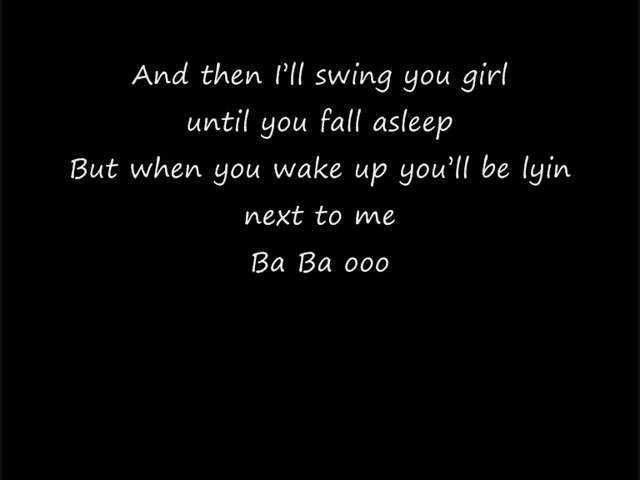 And then I’ll swing you girl
until you fall asleep
But when you wake up you’ll be lyin
next to me
Ba Ba ooo